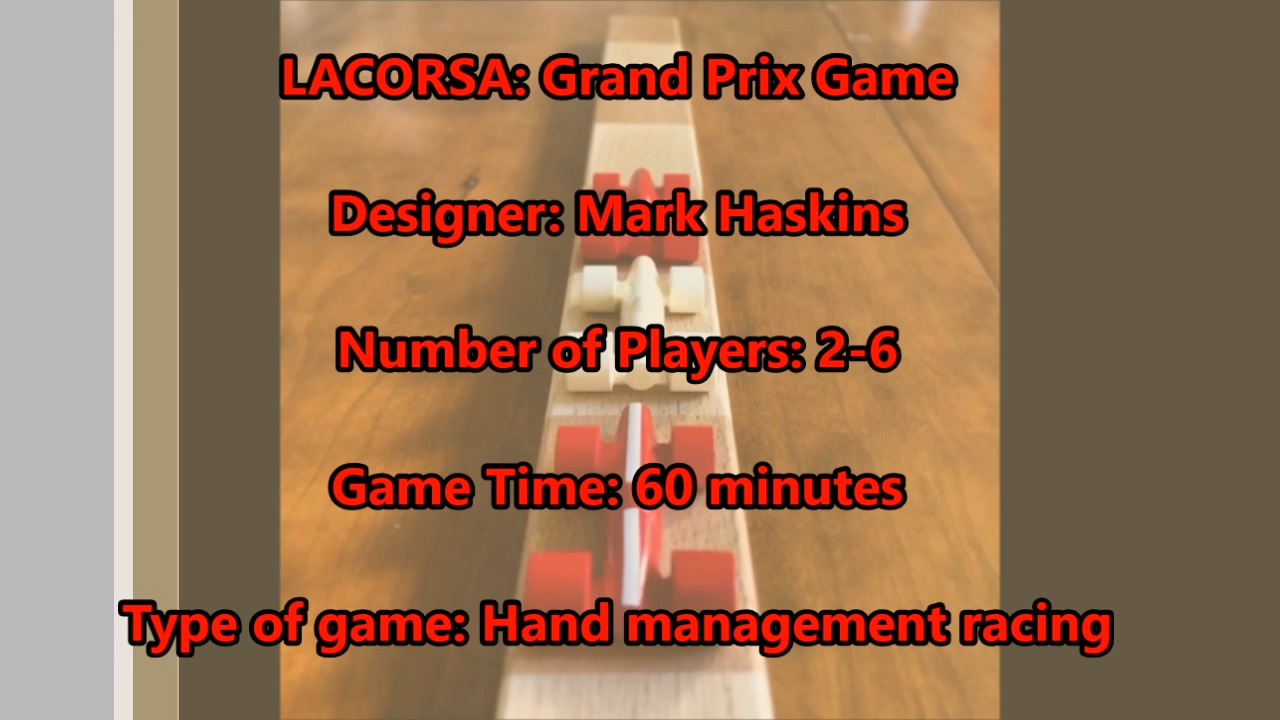 LACORSA: Grand Prix Game
Designer: Mark Haskins
Number of Players: 2-6
Game Time: 60 minutes
Type of game: Hand management racing